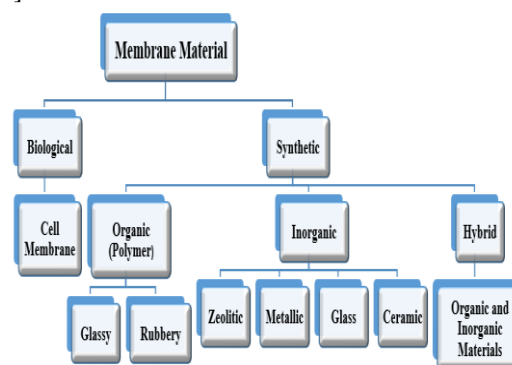 Membrane Material
Biological
Synthetic
Cell
Membrane
Organic
(Polymer)
Inorganic
Hybrid
Glassy
Rubbery
Zeolitic
Metallic
Glass
Ceramic
Organic and
Inorganic
Materials